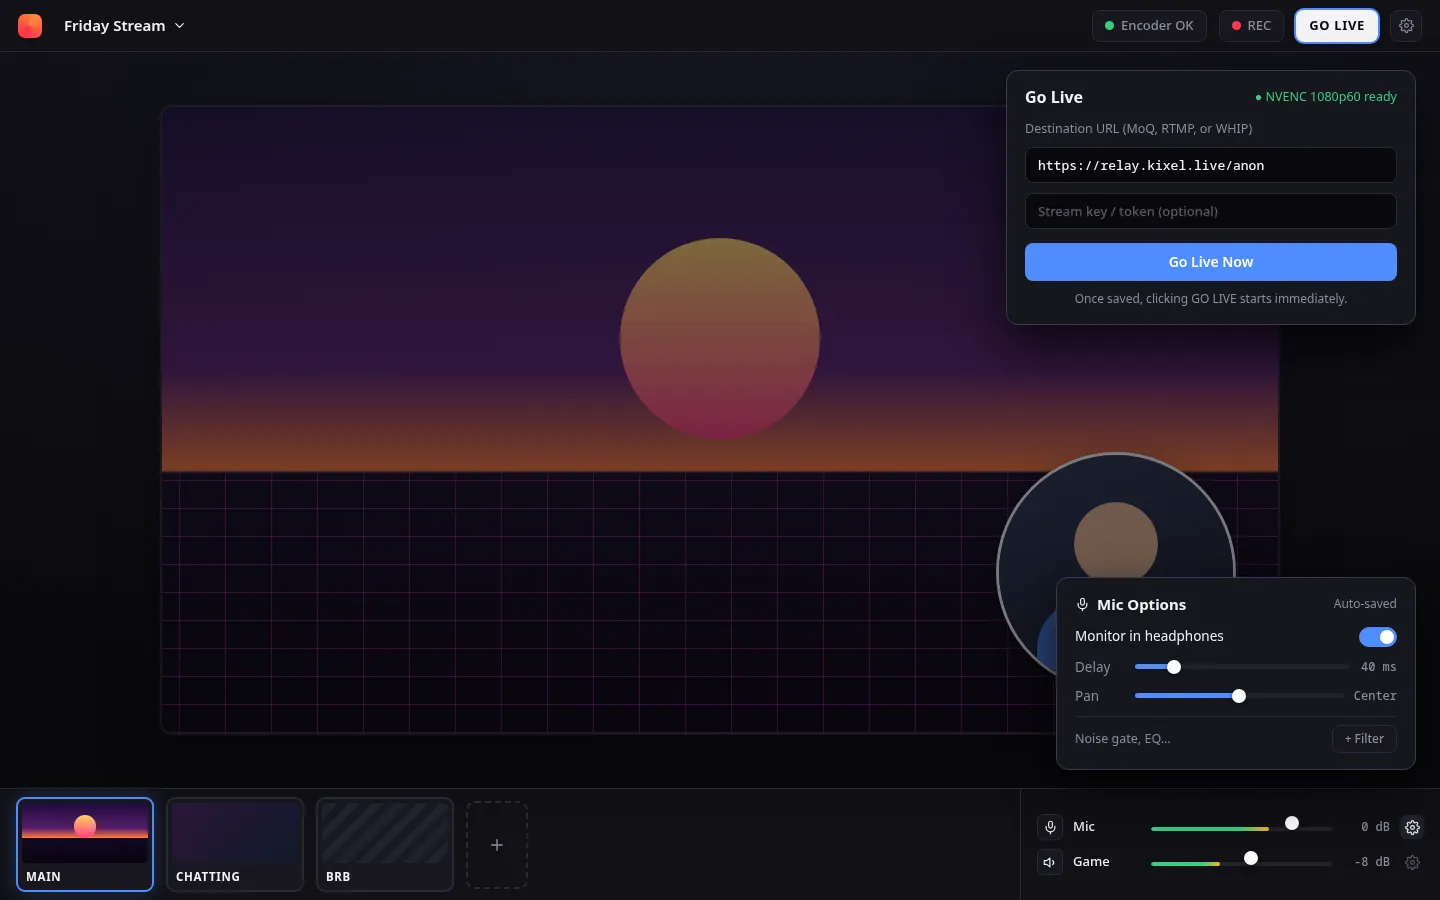 Friday Stream
Encoder OK
REC
GO LIVE
Go Live
● NVENC 1080p60 ready
Destination URL (MoQ, RTMP, or WHIP)
https://relay.kixel.live/anon
Stream key / token (optional)
Go Live Now
Once saved, clicking GO LIVE starts immediately.
Mic Options
Auto-saved
Monitor in headphones
Delay
40 ms
Pan
Center
Noise gate, EQ...
+ Filter
MAIN
CHATTING
BRB
+
Mic
0 dB
Game
-8 dB